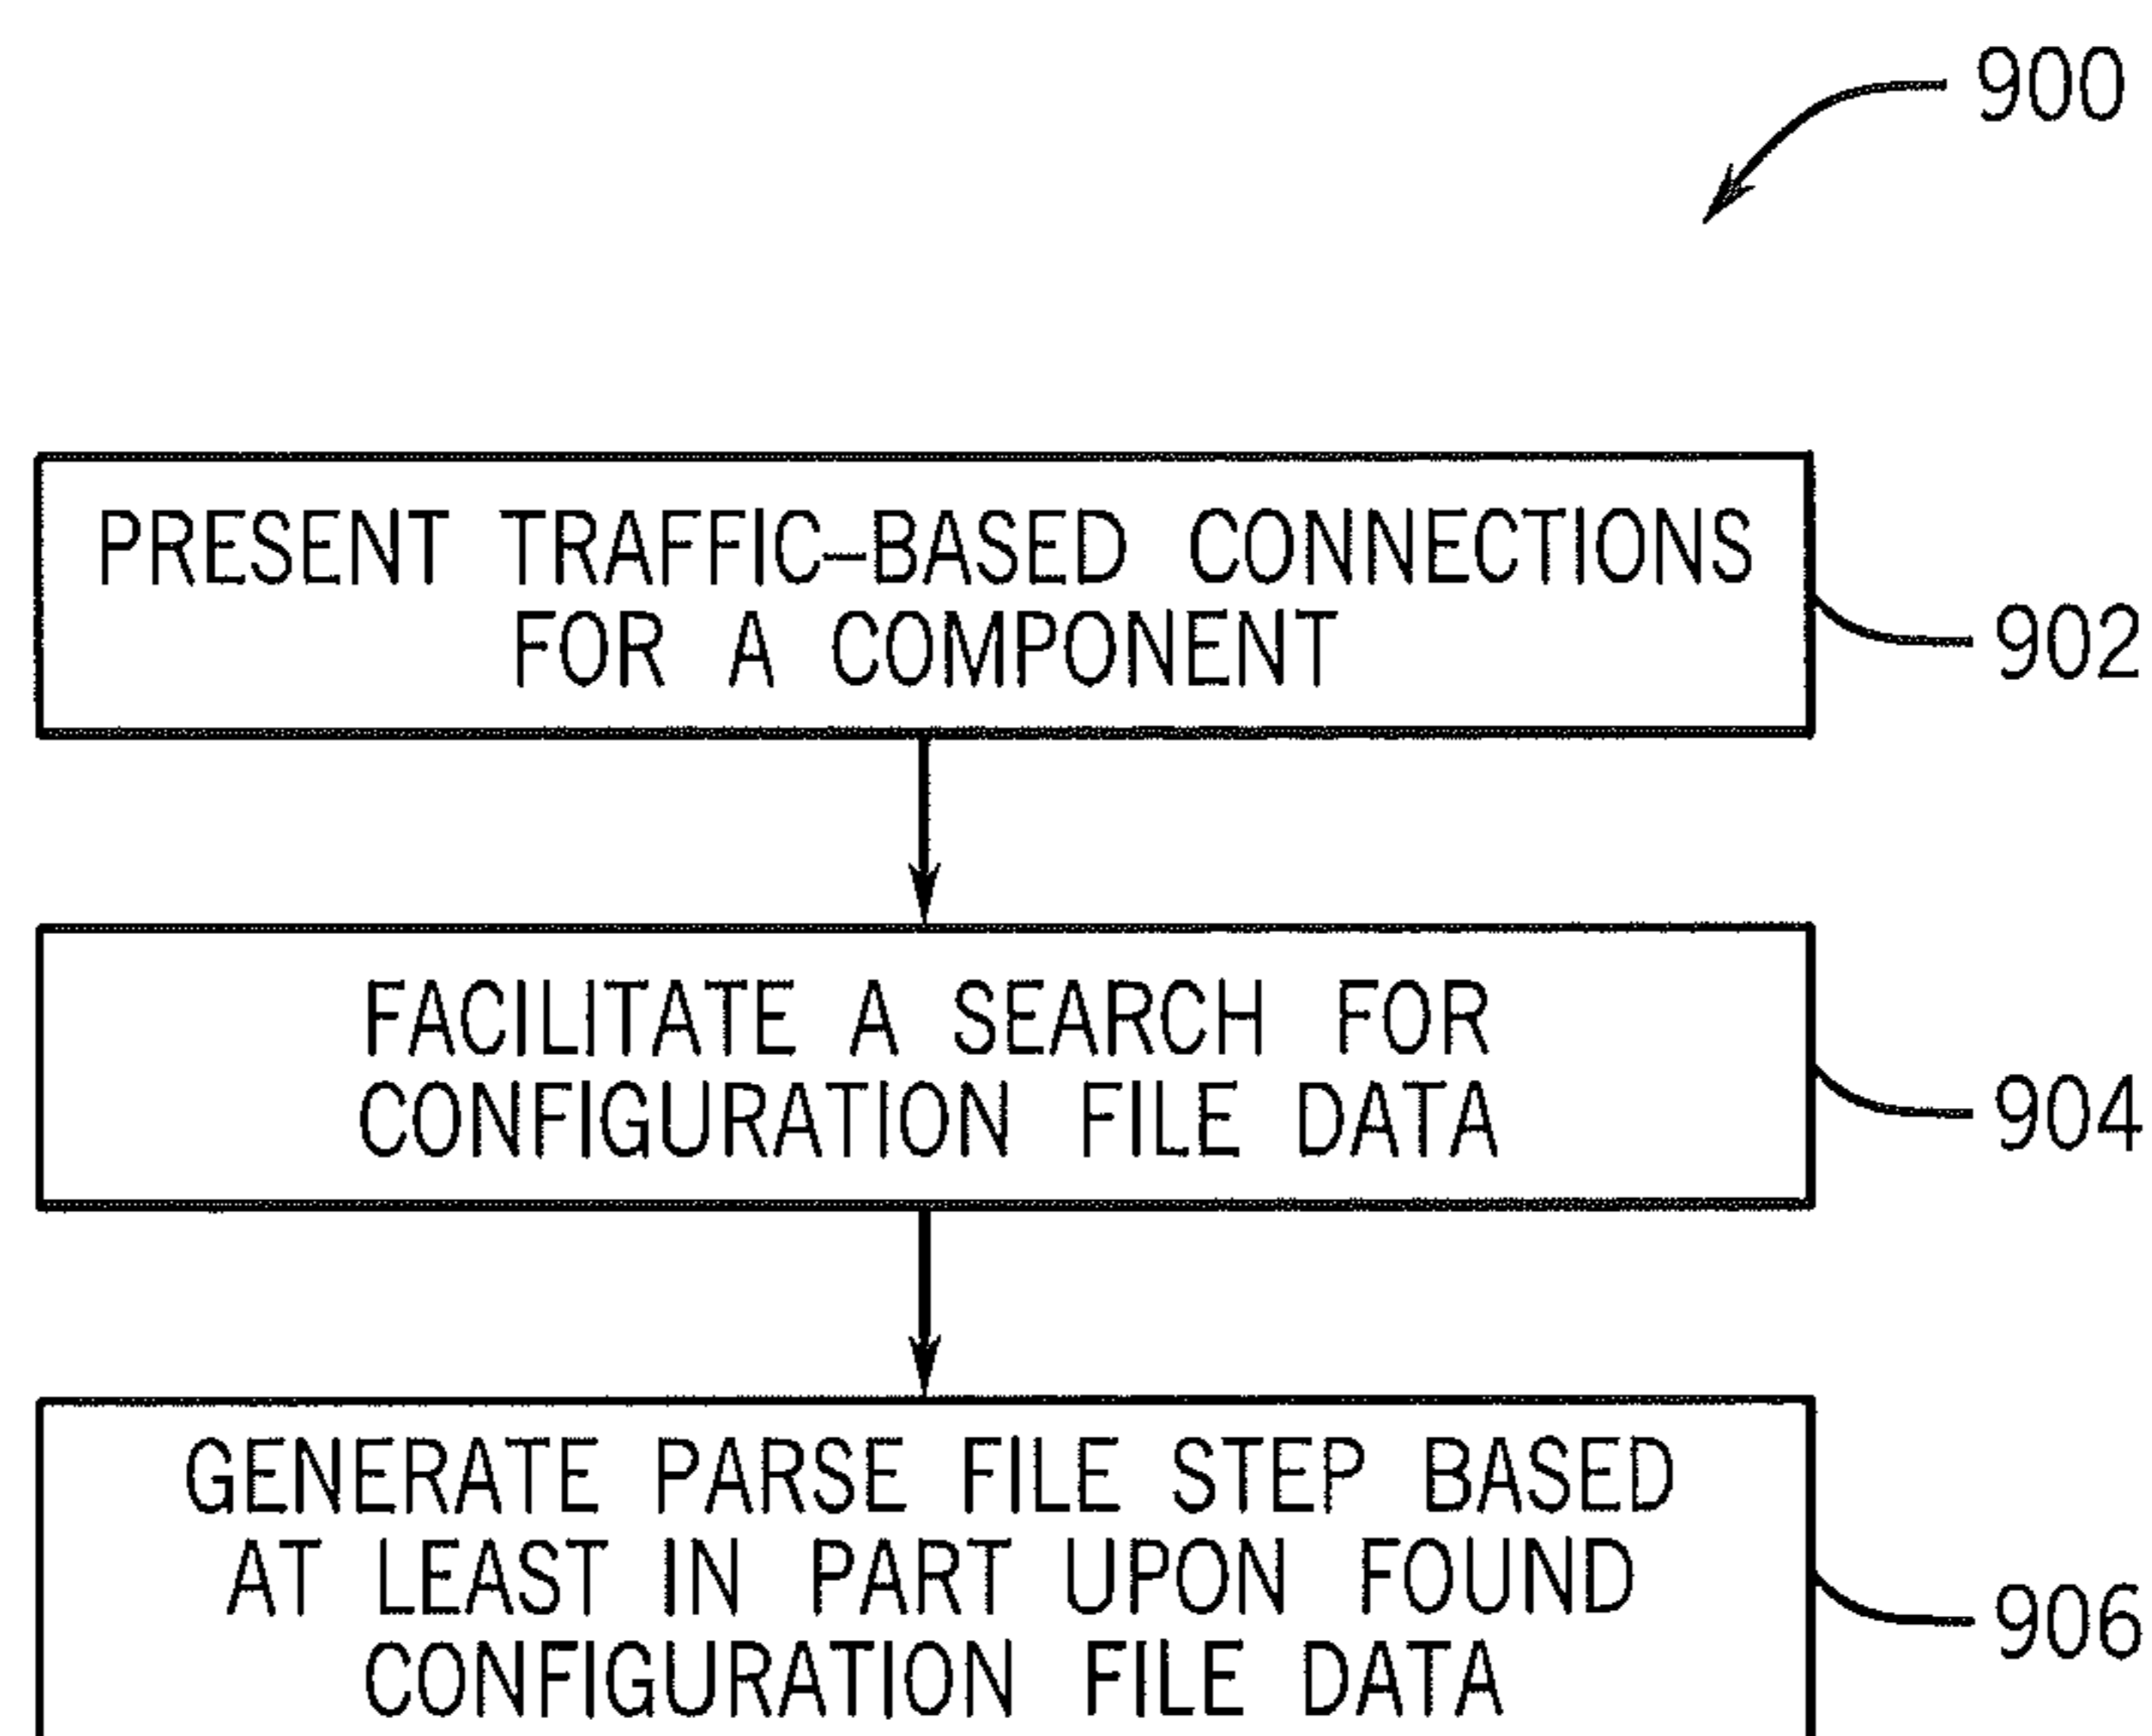 900
PRESENT TRAFFIC-BASED CONNECTIONS
FOR A COMPONENT
902
FACILITATE A SEARCH FOR
CONFIGURATION FILE DATA
904
GENERATE PARSE FILE STEP BASED
AT LEAST IN PART UPON FOUND
CONFIGURATION FILE DATA
906